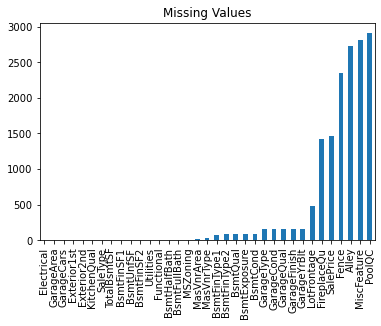 Missing Values
3000
2500
2000
1500
1000
500
0
Electrical
GarageArea
GarageCars
Exterior1st
Exterior2nd
KitchenQual
SaleType
TotalBsmtSF
BsmtFinSF1
BsmtUnfSF
BsmtFinSF2
Utilities
Functional
BsmtHalfBath
BsmtFullBath
MSZoning
MasVnrArea
MasVnrType
BsmtFinType1
BsmtFinType2
BsmtQual
BsmtExposure
BsmtCond
GarageType
GarageCond
GarageQual
GarageFinish
GarageYrBlt
LotFrontage
FireplaceQu
SalePrice
Fence
Alley
MiscFeature
PoolQC